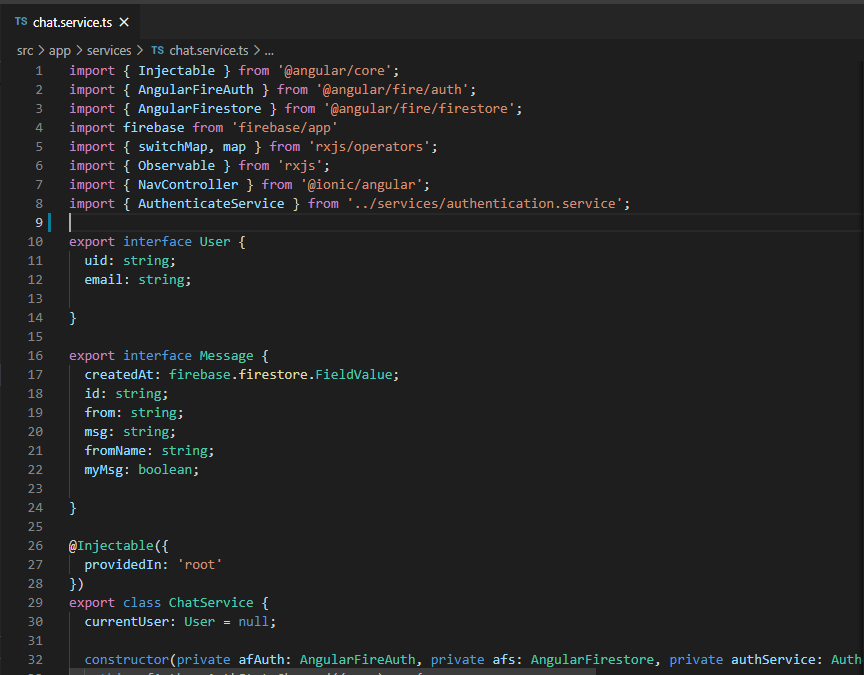 TS chat.service.ts ×
src > app > services > TS chat.service.ts > ...
1 import { Injectable } from '@angular/core';
2 import { AngularFireAuth } from '@angular/fire/auth';
3 import { AngularFirestore } from '@angular/fire/firestore';
4 import firebase from 'firebase/app'
5 import { switchMap, map } from 'rxjs/operators';
6 import { Observable } from 'rxjs';
7 import { NavController } from '@ionic/angular';
8 import { AuthenticateService } from '../services/authentication.service';
9
10 export interface User {
11   uid: string;
12   email: string;
13
14 }
15
16 export interface Message {
17   createdAt: firebase.firestore.FieldValue;
18   id: string;
19   from: string;
20   msg: string;
21   fromName: string;
22   myMsg: boolean;
23
24 }
25
26 @Injectable({
27   providedIn: 'root'
28 })
29 export class ChatService {
30   currentUser: User = null;
31
32   constructor(private afAuth: AngularFireAuth, private afs: AngularFirestore, private authService: Auth